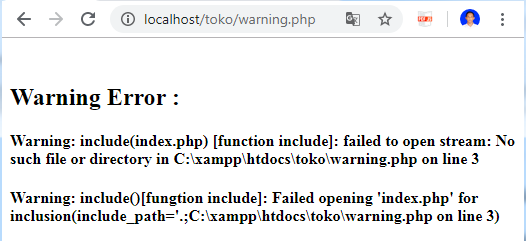 localhost/toko/warning.php
Warning Error :
Warning: include(index.php) [function include]: failed to open stream: No
such file or directory in C:\xampp\htdocs\toko\warning.php on line 3
Warning: include()[fungtion include]: Failed opening 'index.php' for
inclusion(include_path='.;C:\xampp\htdocs\toko\warning.php on line 3)